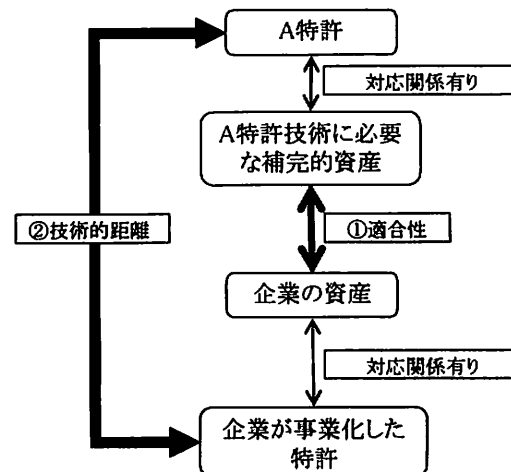 A特許
対応関係有り
A特許技術に必要
な補完的資産
②技術的距離
①適合性
企業の資産
対応関係有り
企業が事業化した
特許